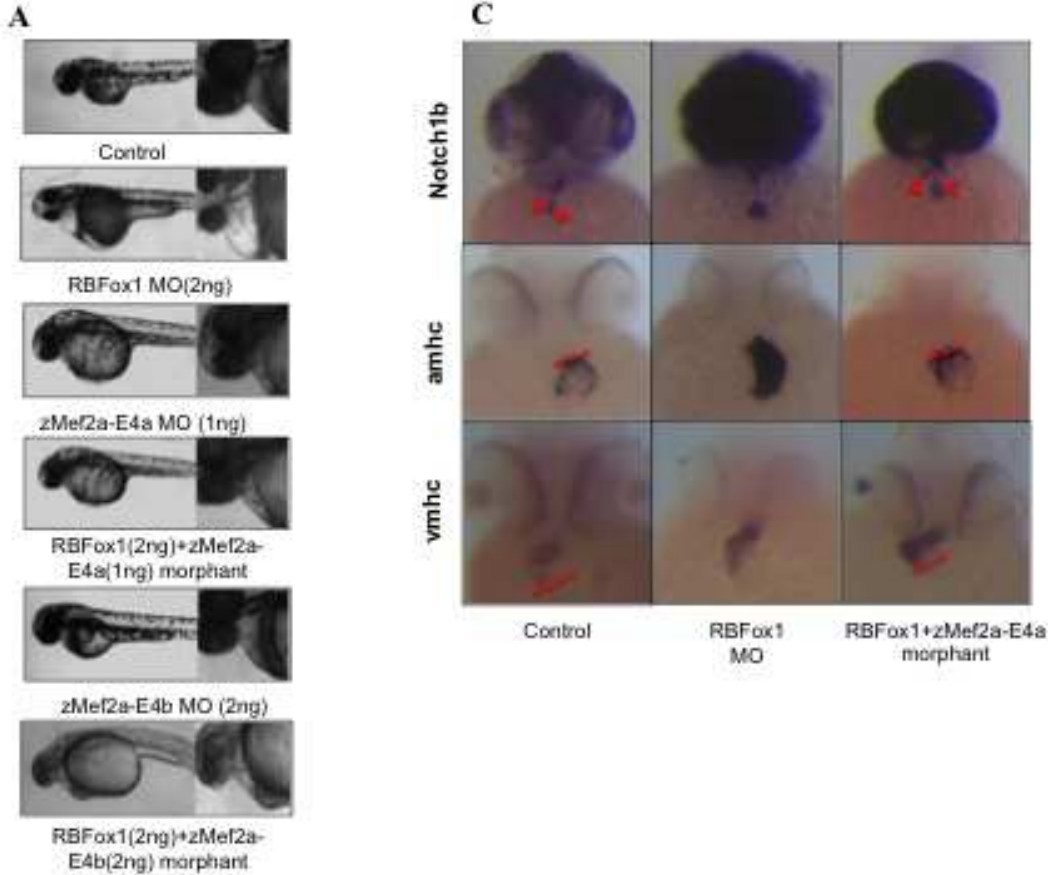 A
Control
RBFox1 MO(2ng)
zMef2a-E4a MO (1ng)
RBFox1(2ng)+zMef2a-
E4a(1ng) morphant
zMef2a-E4b MO (2ng)
RBFox1(2ng)+zMef2a-
E4b(2ng) morphant
C
Notch1b
amhc
vmhc
Control
RBFox1
MO
RBFox1+zMef2a-E4a
morphant